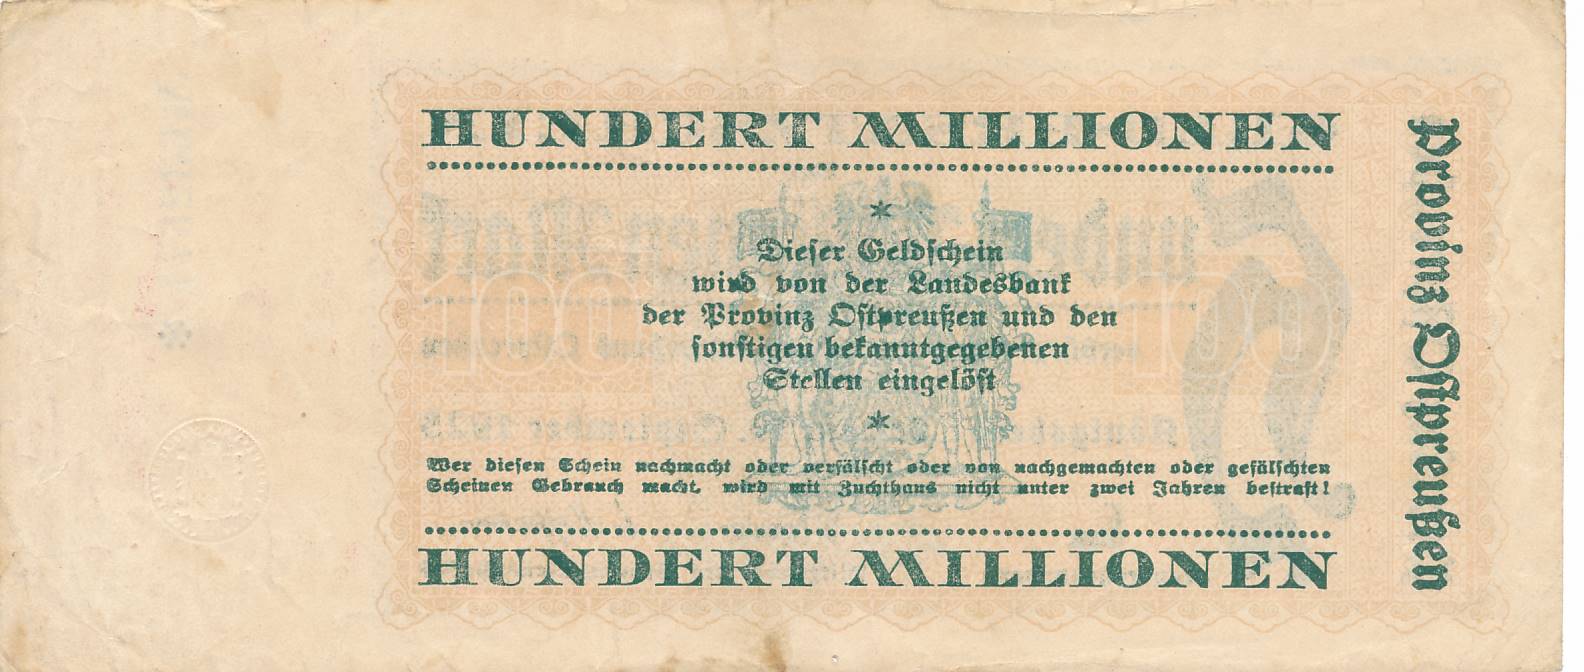 HUNDERT MILLIONEN
Dieser Geldschein
wird von der Landesbank
der Provinz Ostpreußen und den
sonstigen bekanntgegebenen
Stellen eingelöst
Wer diesen Schein nachmacht oder verfälscht oder von nachgemachten oder gefälschten
Scheinen Gebrauch macht, wird mit Zuchthaus nicht unter zwei Jahren bestraft!
HUNDERT MILLIONEN
Provinz Ostpreußen
100
100